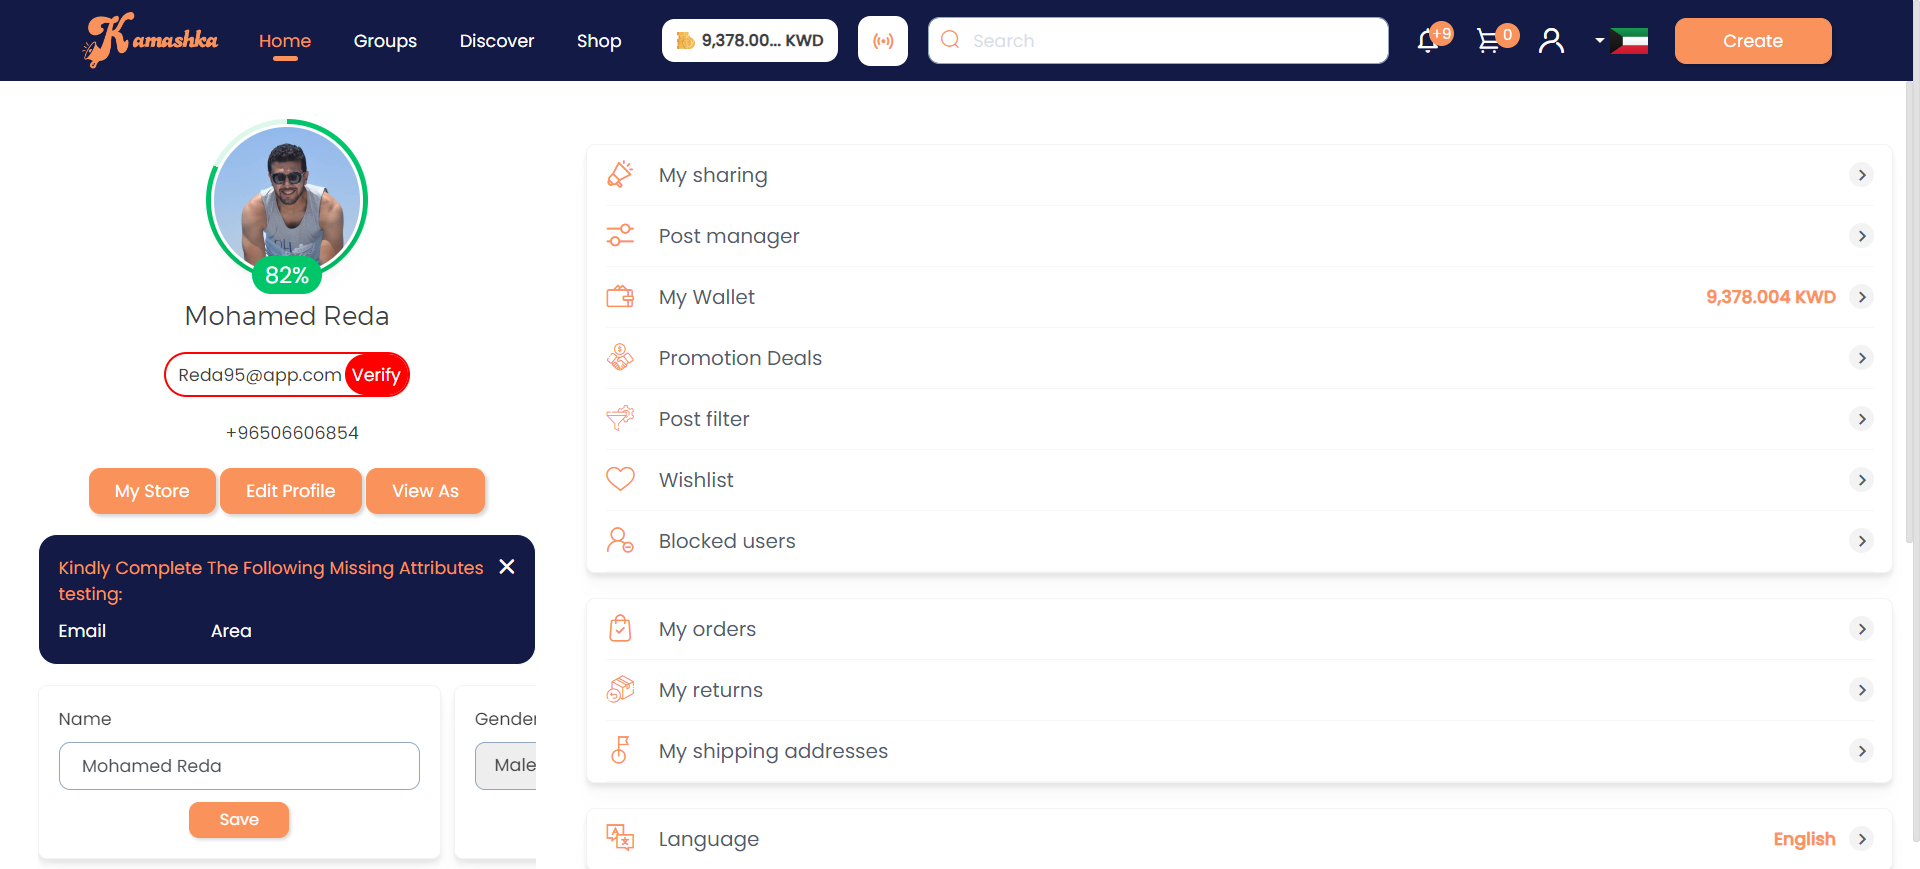 Kamashka
Home
Groups
Discover
Shop
9,378.00... KWD
Search
+9
0
Create
82%
Mohamed Reda
Reda95@app.com Verify
+96506606854
My Store
Edit Profile
View As
Kindly Complete The Following Missing Attributes
testing:
Email
Area
Name
Mohamed Reda
Save
Gender
Male
My sharing
Post manager
My Wallet
9,378.004 KWD
Promotion Deals
Post filter
Wishlist
Blocked users
My orders
My returns
My shipping addresses
Language
English